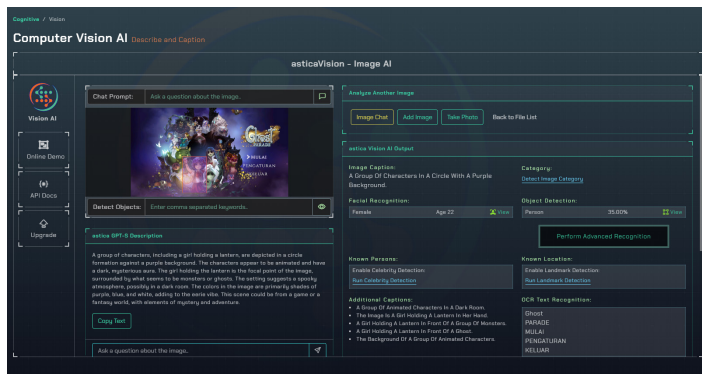 Cognitiva / Vision
Computer Vision AI Describe and Caption
asticaVision - Image AI
Vision AI
Online Demo
API Docs
Upgrade
Chat Prompt:
Ask a question about the image..
Ghost
PARADE
MULAI
PENGATURAN
KELUAR
Detect Objects:
Enter comma separated keywords..
astica GPT-S Description
A group of characters, including a girl holding a lantern, are depicted in a circle
formation against a purple background. The characters appear to be animated and have
a dark, mysterious aura. The girl holding the lantern is the focal point of the image,
surrounded by what seems to be monsters or ghosts. The setting suggests a spooky
atmosphere, possibly in a dark room. The colors in the image are primarily shades of
purple, blue, and white, adding to the eerie vibe. This scene could be from a game or a
fantasy world, with elements of mystery and adventure.
Copy Text
Ask a question about the image..
Analyze Another Image
Image Chat
Add Image
Take Photo
Back to File List
astica Vision AI Output
Image Caption:
A Group Of Characters In A Circle With A Purple
Background.
Category:
Detect Image Category
Facial Recognition:
Female Age 22 View
Object Detection:
Person 35.00% View
Perform Advanced Recognition
Known Persons:
Enable Celebrity Detection:
Run Celebrity Detection
Known Location:
Enable Landmark Detection:
Run Landmark Detection
Additional Captions:
• A Group Of Animated Characters In A Dark Room.
• The Image Is A Girl Holding A Lantern In Her Hand.
• A Girl Holding A Lantern In Front Of A Group Of Monsters.
• A Girl Holding A Lantern In Front Of A Ghost.
• The Background Of A Group Of Animated Characters.
OCR Text Recognition:
Ghost
PARADE
MULAI
PENGATURAN
KELUAR